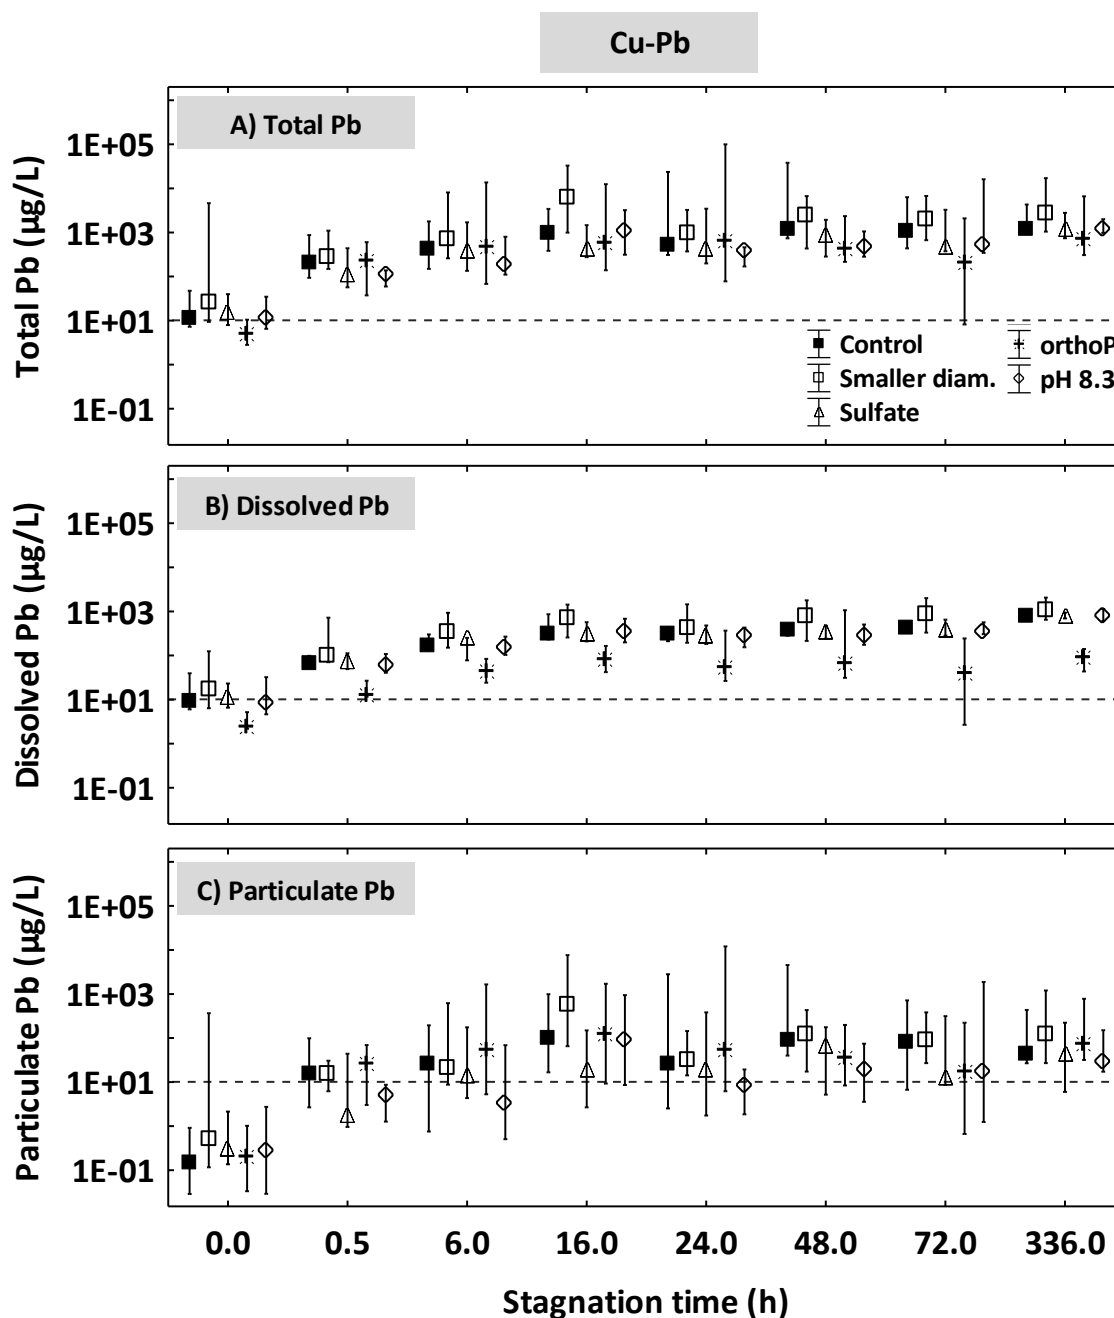 Cu-Pb
A) Total Pb
Total Pb (µg/L)
1E+05
1E+03
1E+01
1E-01
Control
orthoP
Smaller diam.
pH 8.3
Sulfate
B) Dissolved Pb
Dissolved Pb (µg/L)
1E+05
1E+03
1E+01
1E-01
C) Particulate Pb
Particulate Pb (µg/L)
1E+05
1E+03
1E+01
1E-01
0.0 0.5 6.0 16.0 24.0 48.0 72.0 336.0
Stagnation time (h)